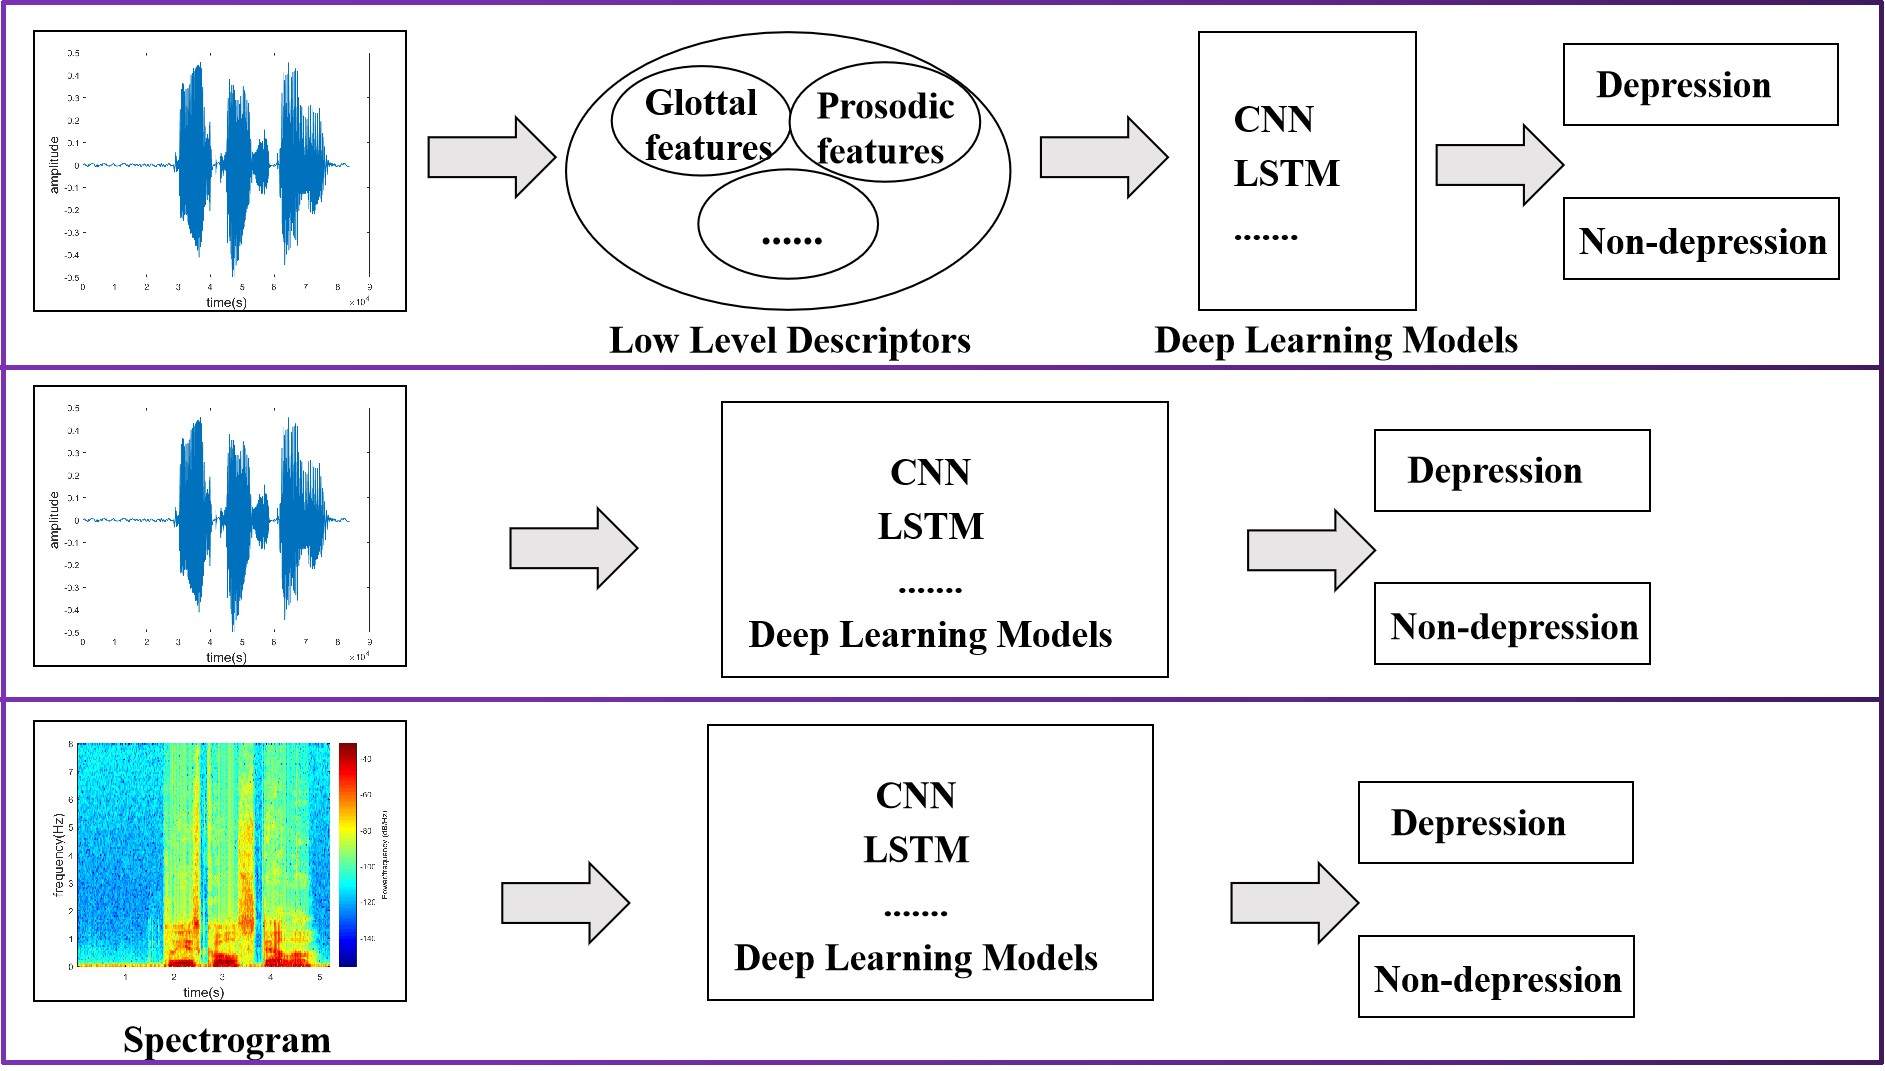 0.5
0.4
0.3
0.2
0.1
0
-0.1
-0.2
-0.3
-0.4
-0.5
amplitude
0 1 2 3 4 5 6 7 8 9
time(s)
×10⁴
Glottal
features
Prosodic
features
......
Low Level Descriptors
CNN
LSTM
.......
Deep Learning Models
Depression
Non-depression
0.5
0.4
0.3
0.2
0.1
0
-0.1
-0.2
-0.3
-0.4
-0.5
amplitude
0 1 2 3 4 5 6 7 8 9
time(s)
×10⁴
CNN
LSTM
.......
Deep Learning Models
Depression
Non-depression
8
7
6
5
4
3
2
1
0
frequency(Hz)
1 2 3 4 5
time(s)
-40
-60
-80
-100
-120
-140
Power/frequency (dB/Hz)
Spectrogram
CNN
LSTM
.......
Deep Learning Models
Depression
Non-depression